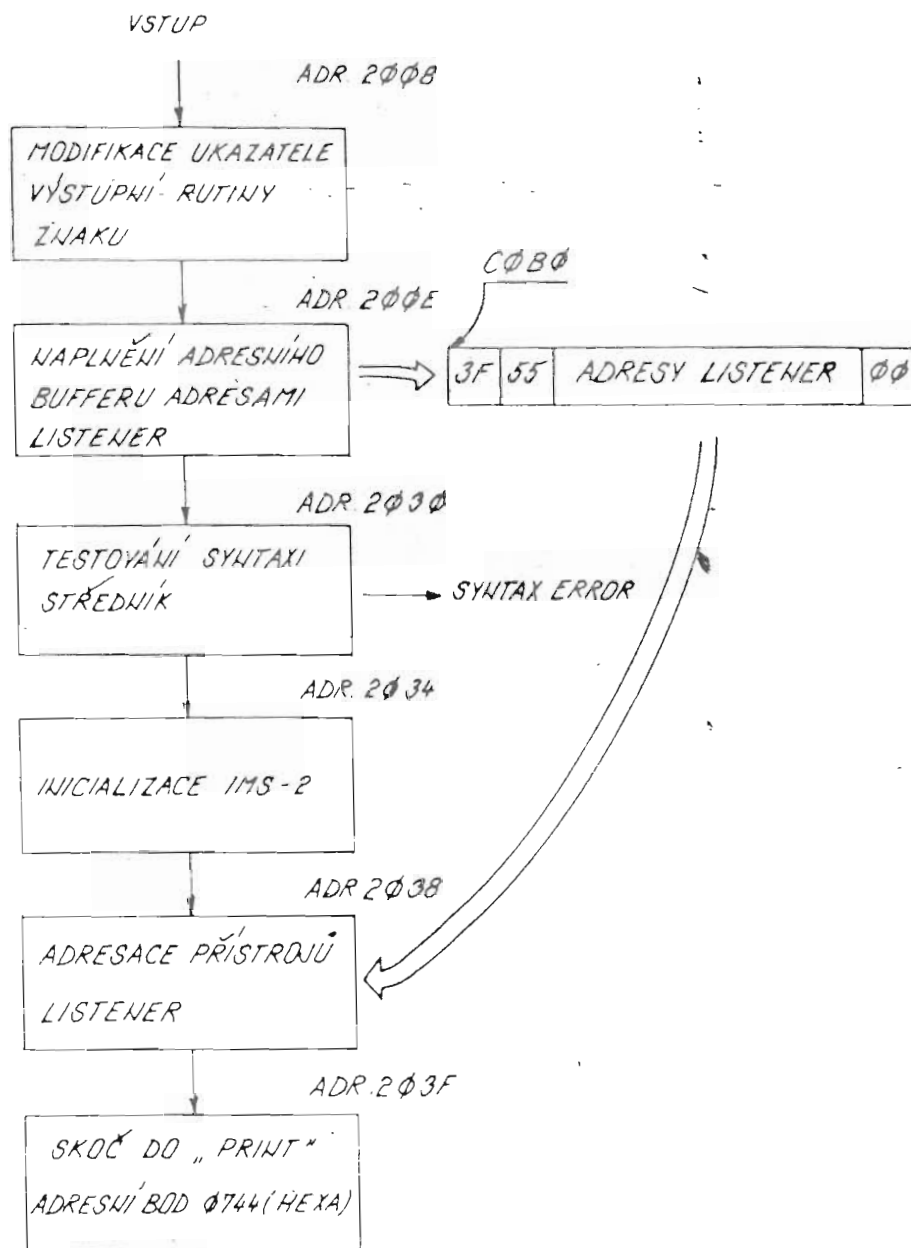 VSTUP
ADR. 2ØØ8
MODIFIKACE UKAZATELE
VÝSTUPNÍ RUTINY
ZNAKU
ADR. 2ØØE
CØBØ
NAPLNĚNÍ ADRESNÍHO
BUFFERU ADRESAMI
LISTENER
3F 55 ADRESY LISTENER ØØ
ADR. 2Ø3Ø
TESTOVÁNÍ SYNTAXI
STŘEDNÍK
SYNTAX ERROR
ADR. 2Ø34
INICIALIZACE IMS-2
ADR 2Ø38
ADRESACE PŘÍSTROJŮ
LISTENER
ADR. 2Ø3F
SKOČ DO „PRINT"
ADRESNÍ BOD Ø744(HEXA)